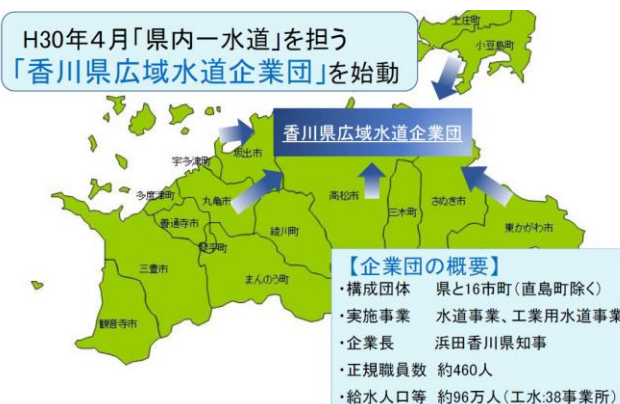 H30年4月「県内一水道」を担う
「香川県広域水道企業団」を始動
土庄町
小豆島町
香川県広域水道企業団
坂出市
宇多津町
多度津町
丸亀市
高松市
三木町
さぬき市
善通寺市
綾川町
東かがわ市
琴平町
三豊市
まんのう町
観音寺市
【企業団の概要】
・構成団体 県と16市町(直島町除く)
・実施事業 水道事業、工業用水道事業
・企業長 浜田香川県知事
・正規職員数 約460人
・給水人口等 約96万人(工水:38事業所)